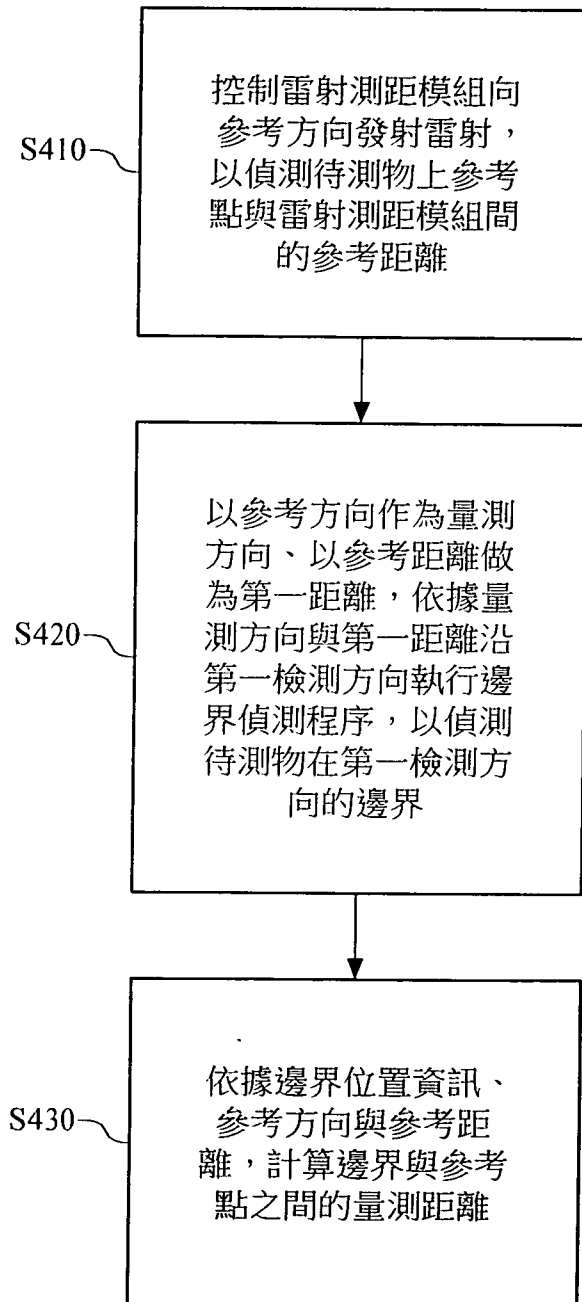 S410
控制雷射測距模組向
參考方向發射雷射，
以偵測待測物上參考
點與雷射測距模組間
的參考距離
S420
以參考方向作為量測
方向、以參考距離做
為第一距離，依據量
測方向與第一距離沿
第一檢測方向執行邊
界偵測程序，以偵測
待測物在第一檢測方
向的邊界
S430
依據邊界位置資訊、
參考方向與參考距
離，計算邊界與參考
點之間的量測距離